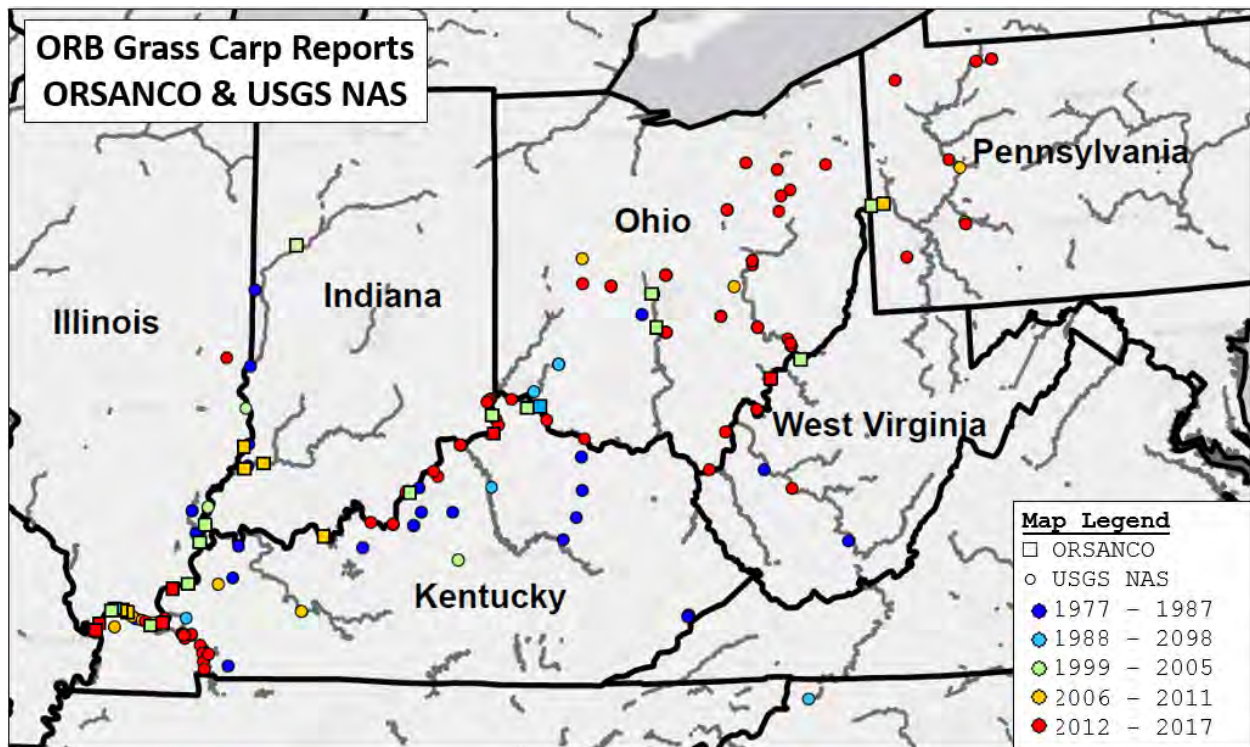 ORB Grass Carp Reports
ORSANCO & USGS NAS
Pennsylvania
Ohio
Indiana
Illinois
West Virginia
Kentucky
Map Legend
ORSANCO
USGS NAS
1977 - 1987
1988 - 2098
1999 - 2005
2006 - 2011
2012 - 2017